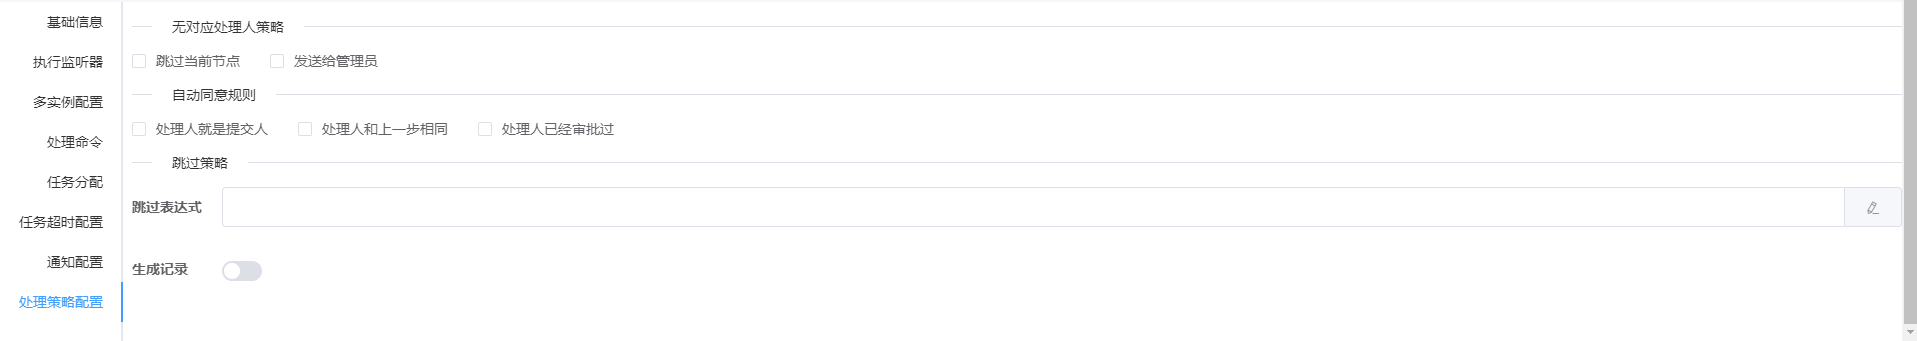 基础信息
执行监听器
多实例配置
处理命令
任务分配
任务超时配置
通知配置
处理策略配置
无对应处理人策略
跳过当前节点 发送给管理员
自动同意规则
处理人就是提交人 处理人和上一步相同 处理人已经审批过
跳过策略
跳过表达式
生成记录